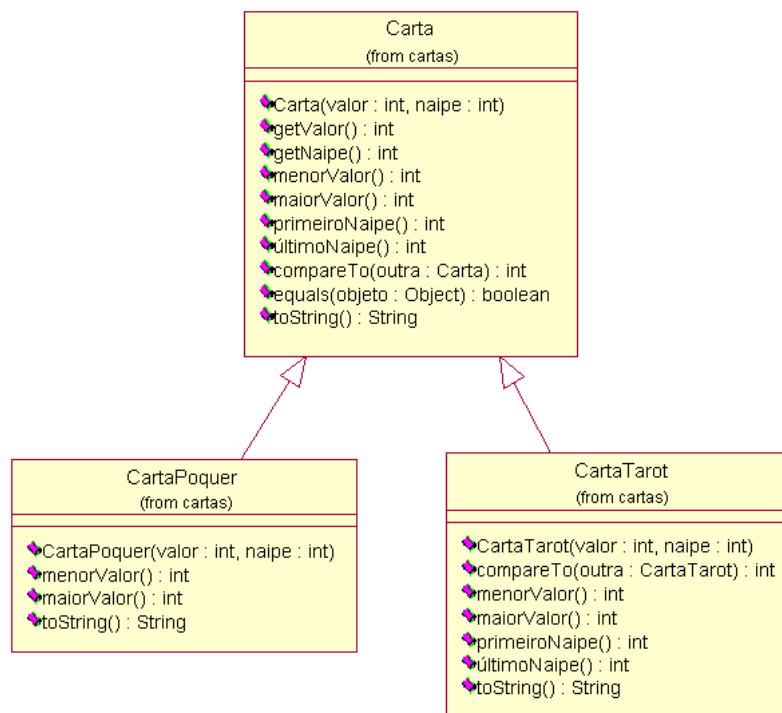 Carta
(from cartas)
Carta(valor : int, naipe : int)
getValor() : int
getNaipe() : int
menorValor() : int
maiorValor() : int
primeiroNaipe() : int
últimoNaipe() : int
compareTo(outra : Carta) : int
equals(objeto : Object) : boolean
toString() : String
CartaPoquer
(from cartas)
CartaPoquer(valor : int, naipe : int)
menorValor() : int
maiorValor() : int
toString() : String
CartaTarot
(from cartas)
CartaTarot(valor : int, naipe : int)
compareTo(outra : CartaTarot) : int
menorValor() : int
maiorValor() : int
primeiroNaipe() : int
últimoNaipe() : int
toString() : String